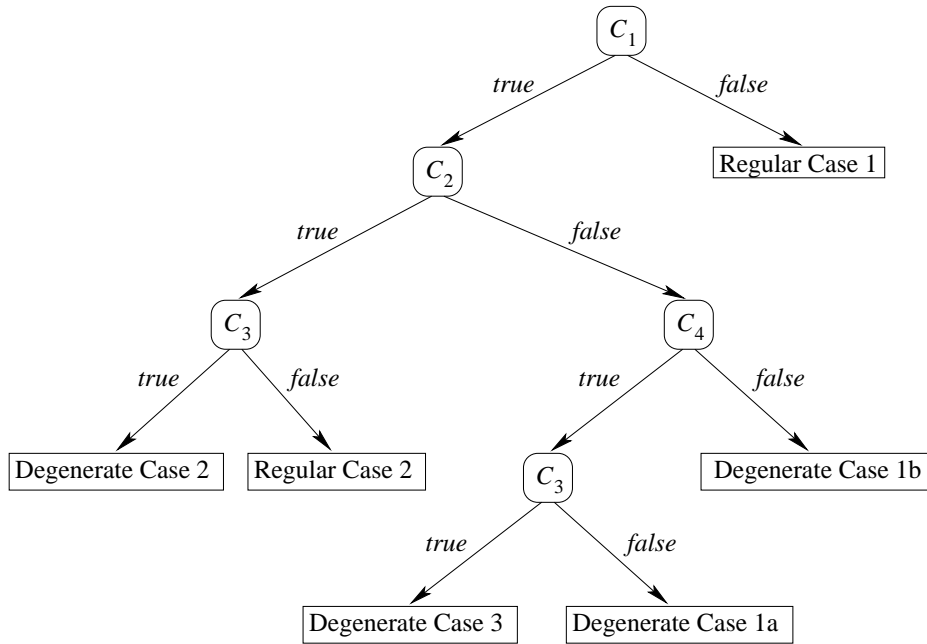 C1
true
false
C2
Regular Case 1
true
false
C3
C4
true
false
true
false
Degenerate Case 2
Regular Case 2
C3
Degenerate Case 1b
true
false
Degenerate Case 3
Degenerate Case 1a